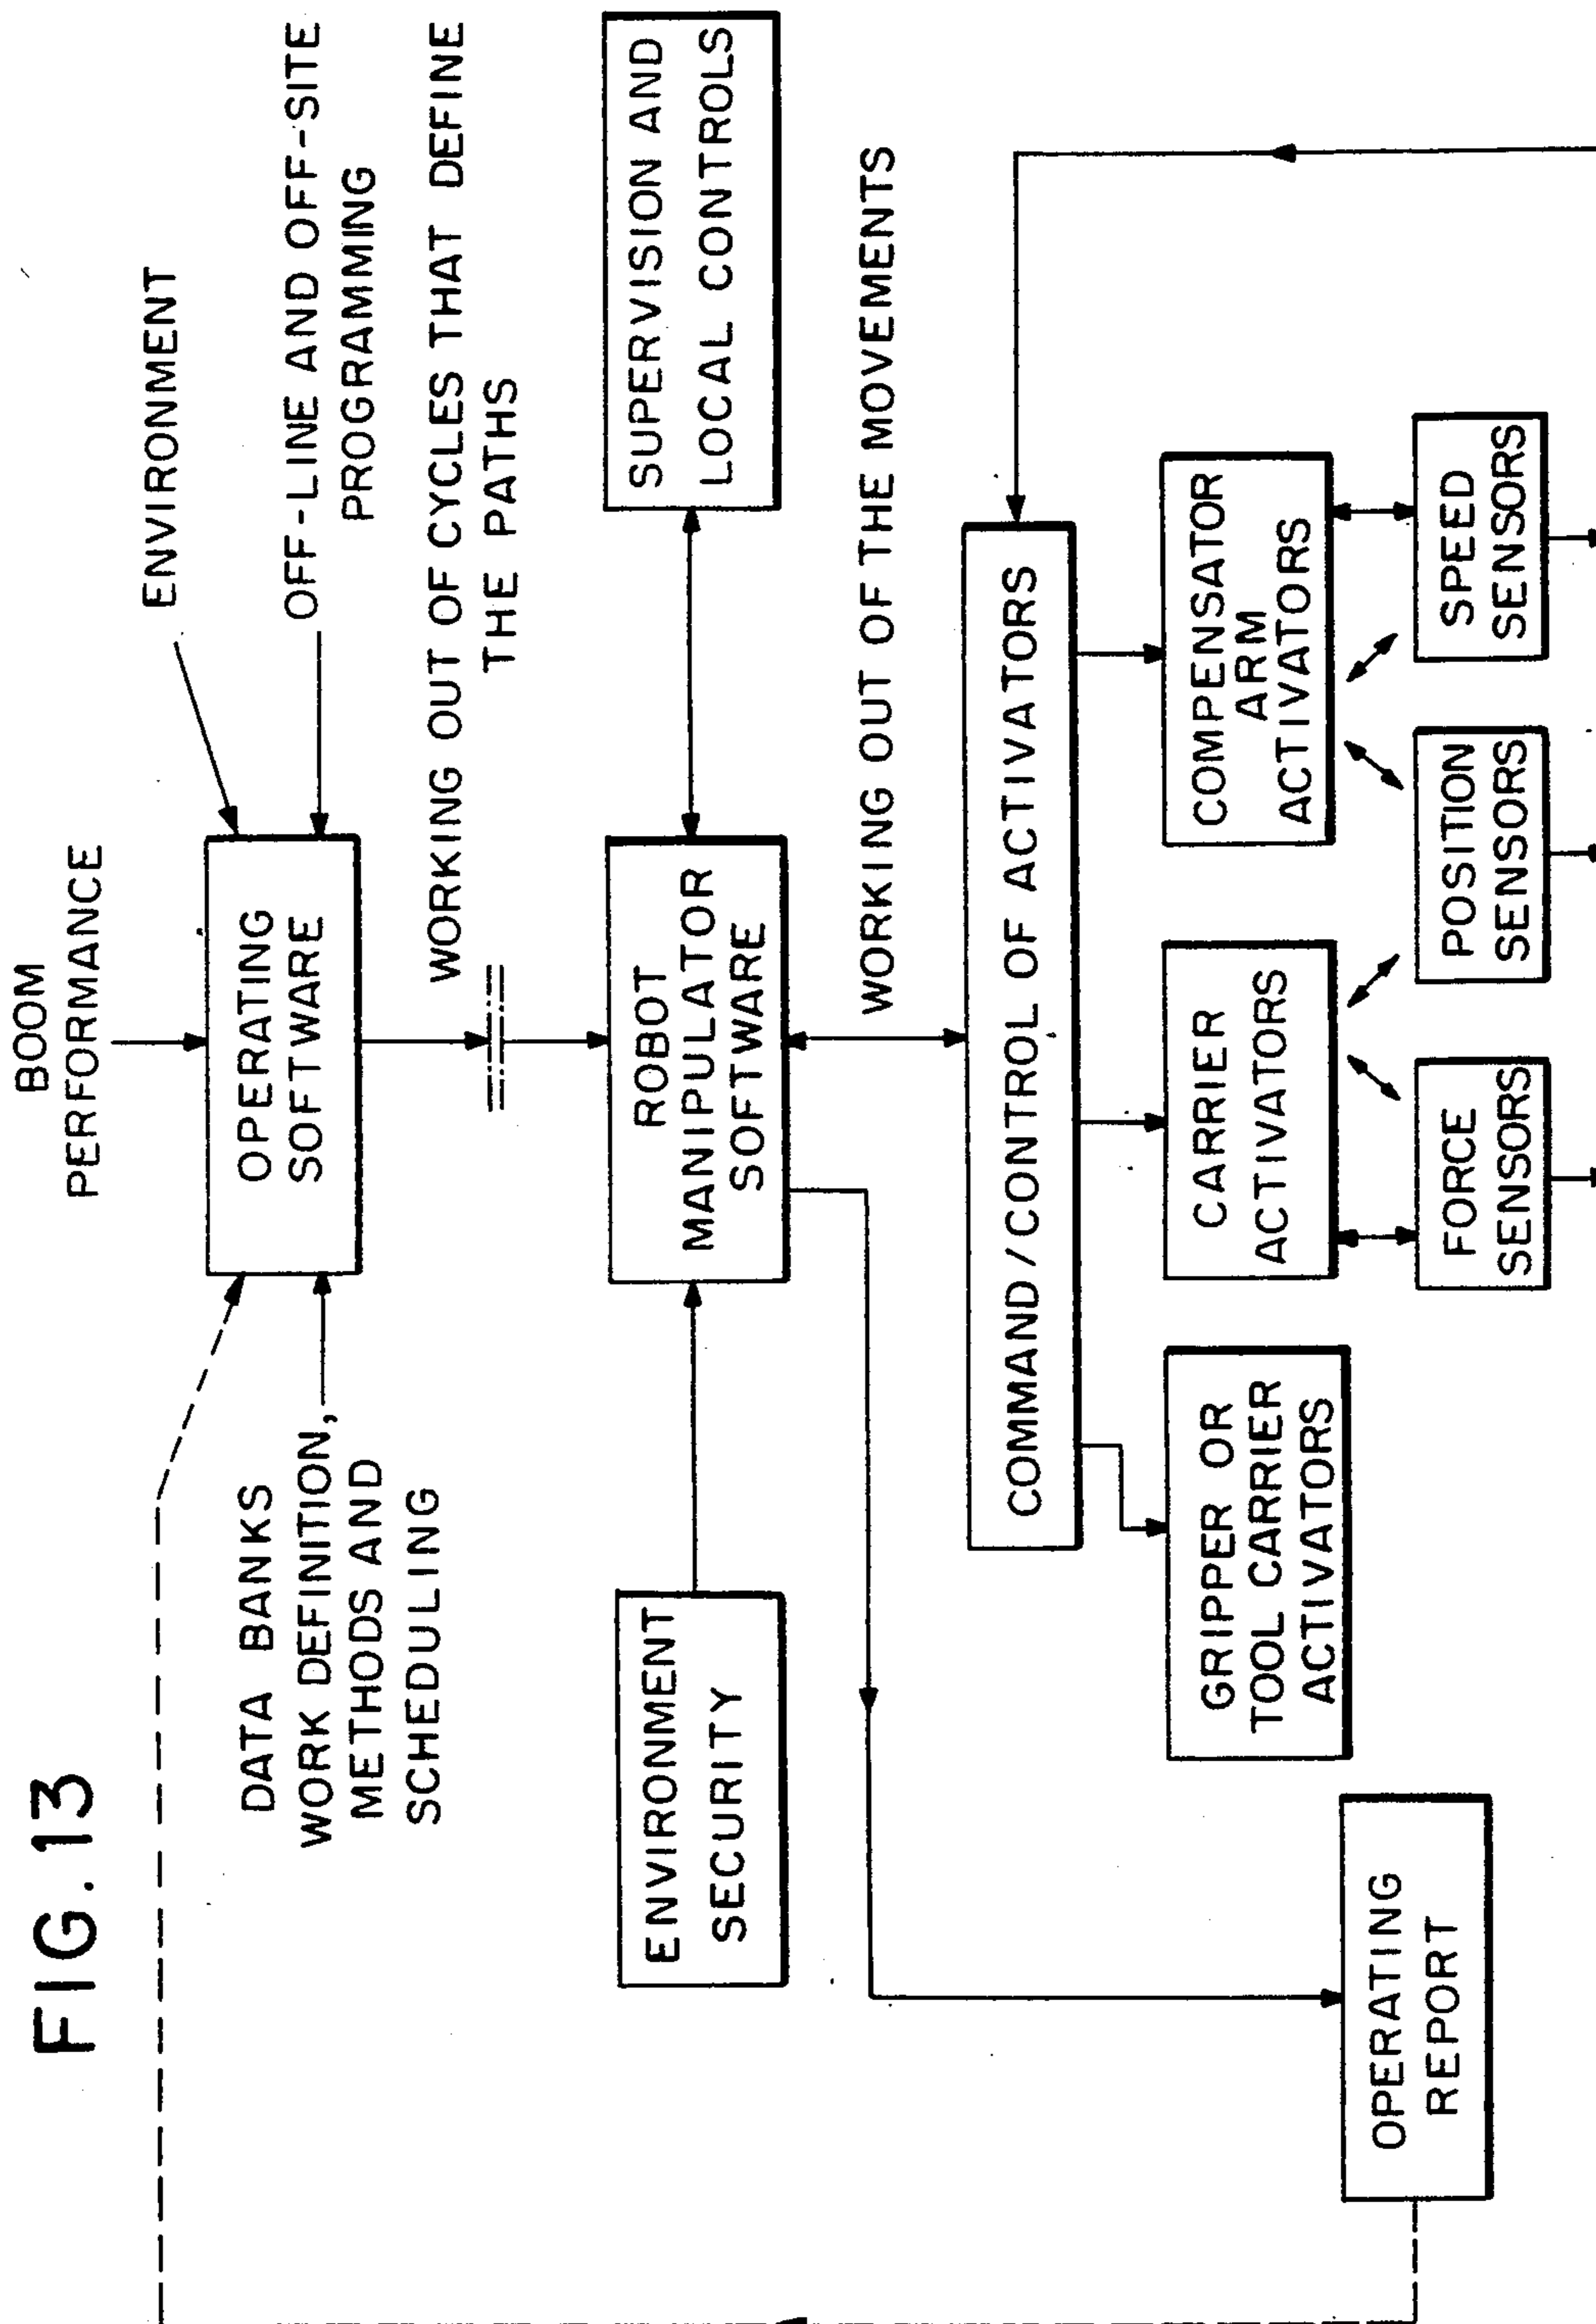 FIG.13
BOOM
PERFORMANCE
ENVIRONMENT
OFF-LINE AND OFF-SITE
PROGRAMMING
DATA BANKS
WORK DEFINITION,
METHODS AND
SCHEDULING
OPERATING
SOFTWARE
WORKING OUT OF CYCLES THAT DEFINE
THE PATHS
ENVIRONMENT
SECURITY
ROBOT
MANIPULATOR
SOFTWARE
SUPERVISION AND
LOCAL CONTROLS
WORKING OUT OF THE MOVEMENTS
COMMAND/CONTROL OF ACTIVATORS
GRIPPER OR
TOOL CARRIER
ACTIVATORS
CARRIER
ACTIVATORS
COMPENSATOR
ARM
ACTIVATORS
OPERATING
REPORT
FORCE
SENSORS
POSITION
SENSORS
SPEED
SENSORS